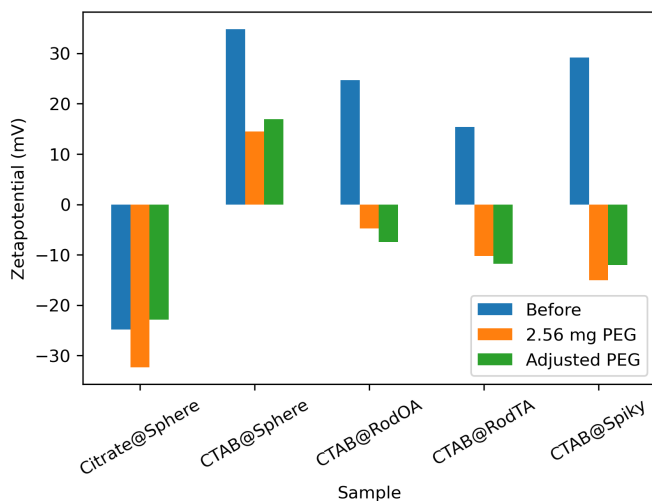 Zetapotential (mV)
30
20
10
0
−10
−20
−30
Before
2.56 mg PEG
Adjusted PEG
Citrate@Sphere
CTAB@Sphere
CTAB@RodOA
CTAB@RodTA
CTAB@Spiky
Sample